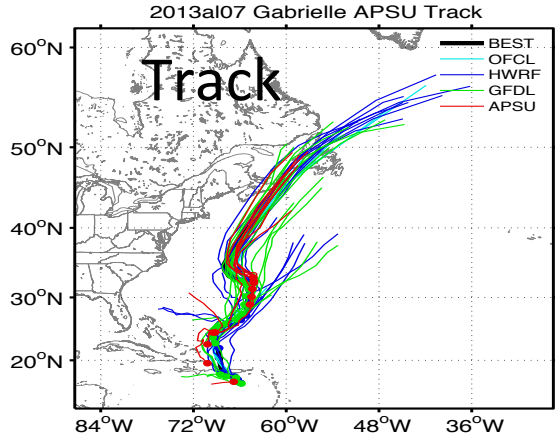 2013al07 Gabrielle APSU Track
Track
BEST
OFCL
HWRF
GFDL
APSU
60°N
50°N
40°N
30°N
20°N
84°W 72°W 60°W 48°W 36°W